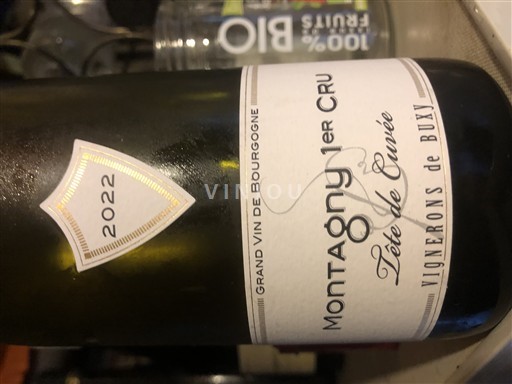 2022
GRAND VIN DE BOURGOGNE
MONTAGNY 1ER CRU
Tête de Cuvée
VIGNERONS de BUXY
100% BIO
FRUITS
VINOU